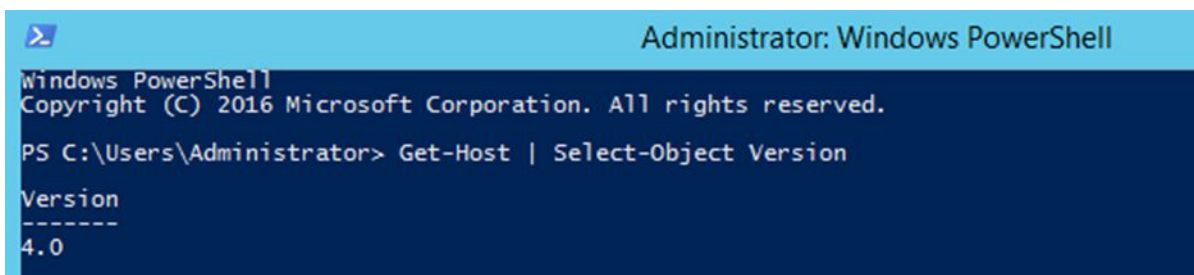 Administrator: Windows PowerShell
Windows PowerShell
Copyright (C) 2016 Microsoft Corporation. All rights reserved.
PS C:\Users\Administrator> Get-Host | Select-Object Version
Version
-------
4.0